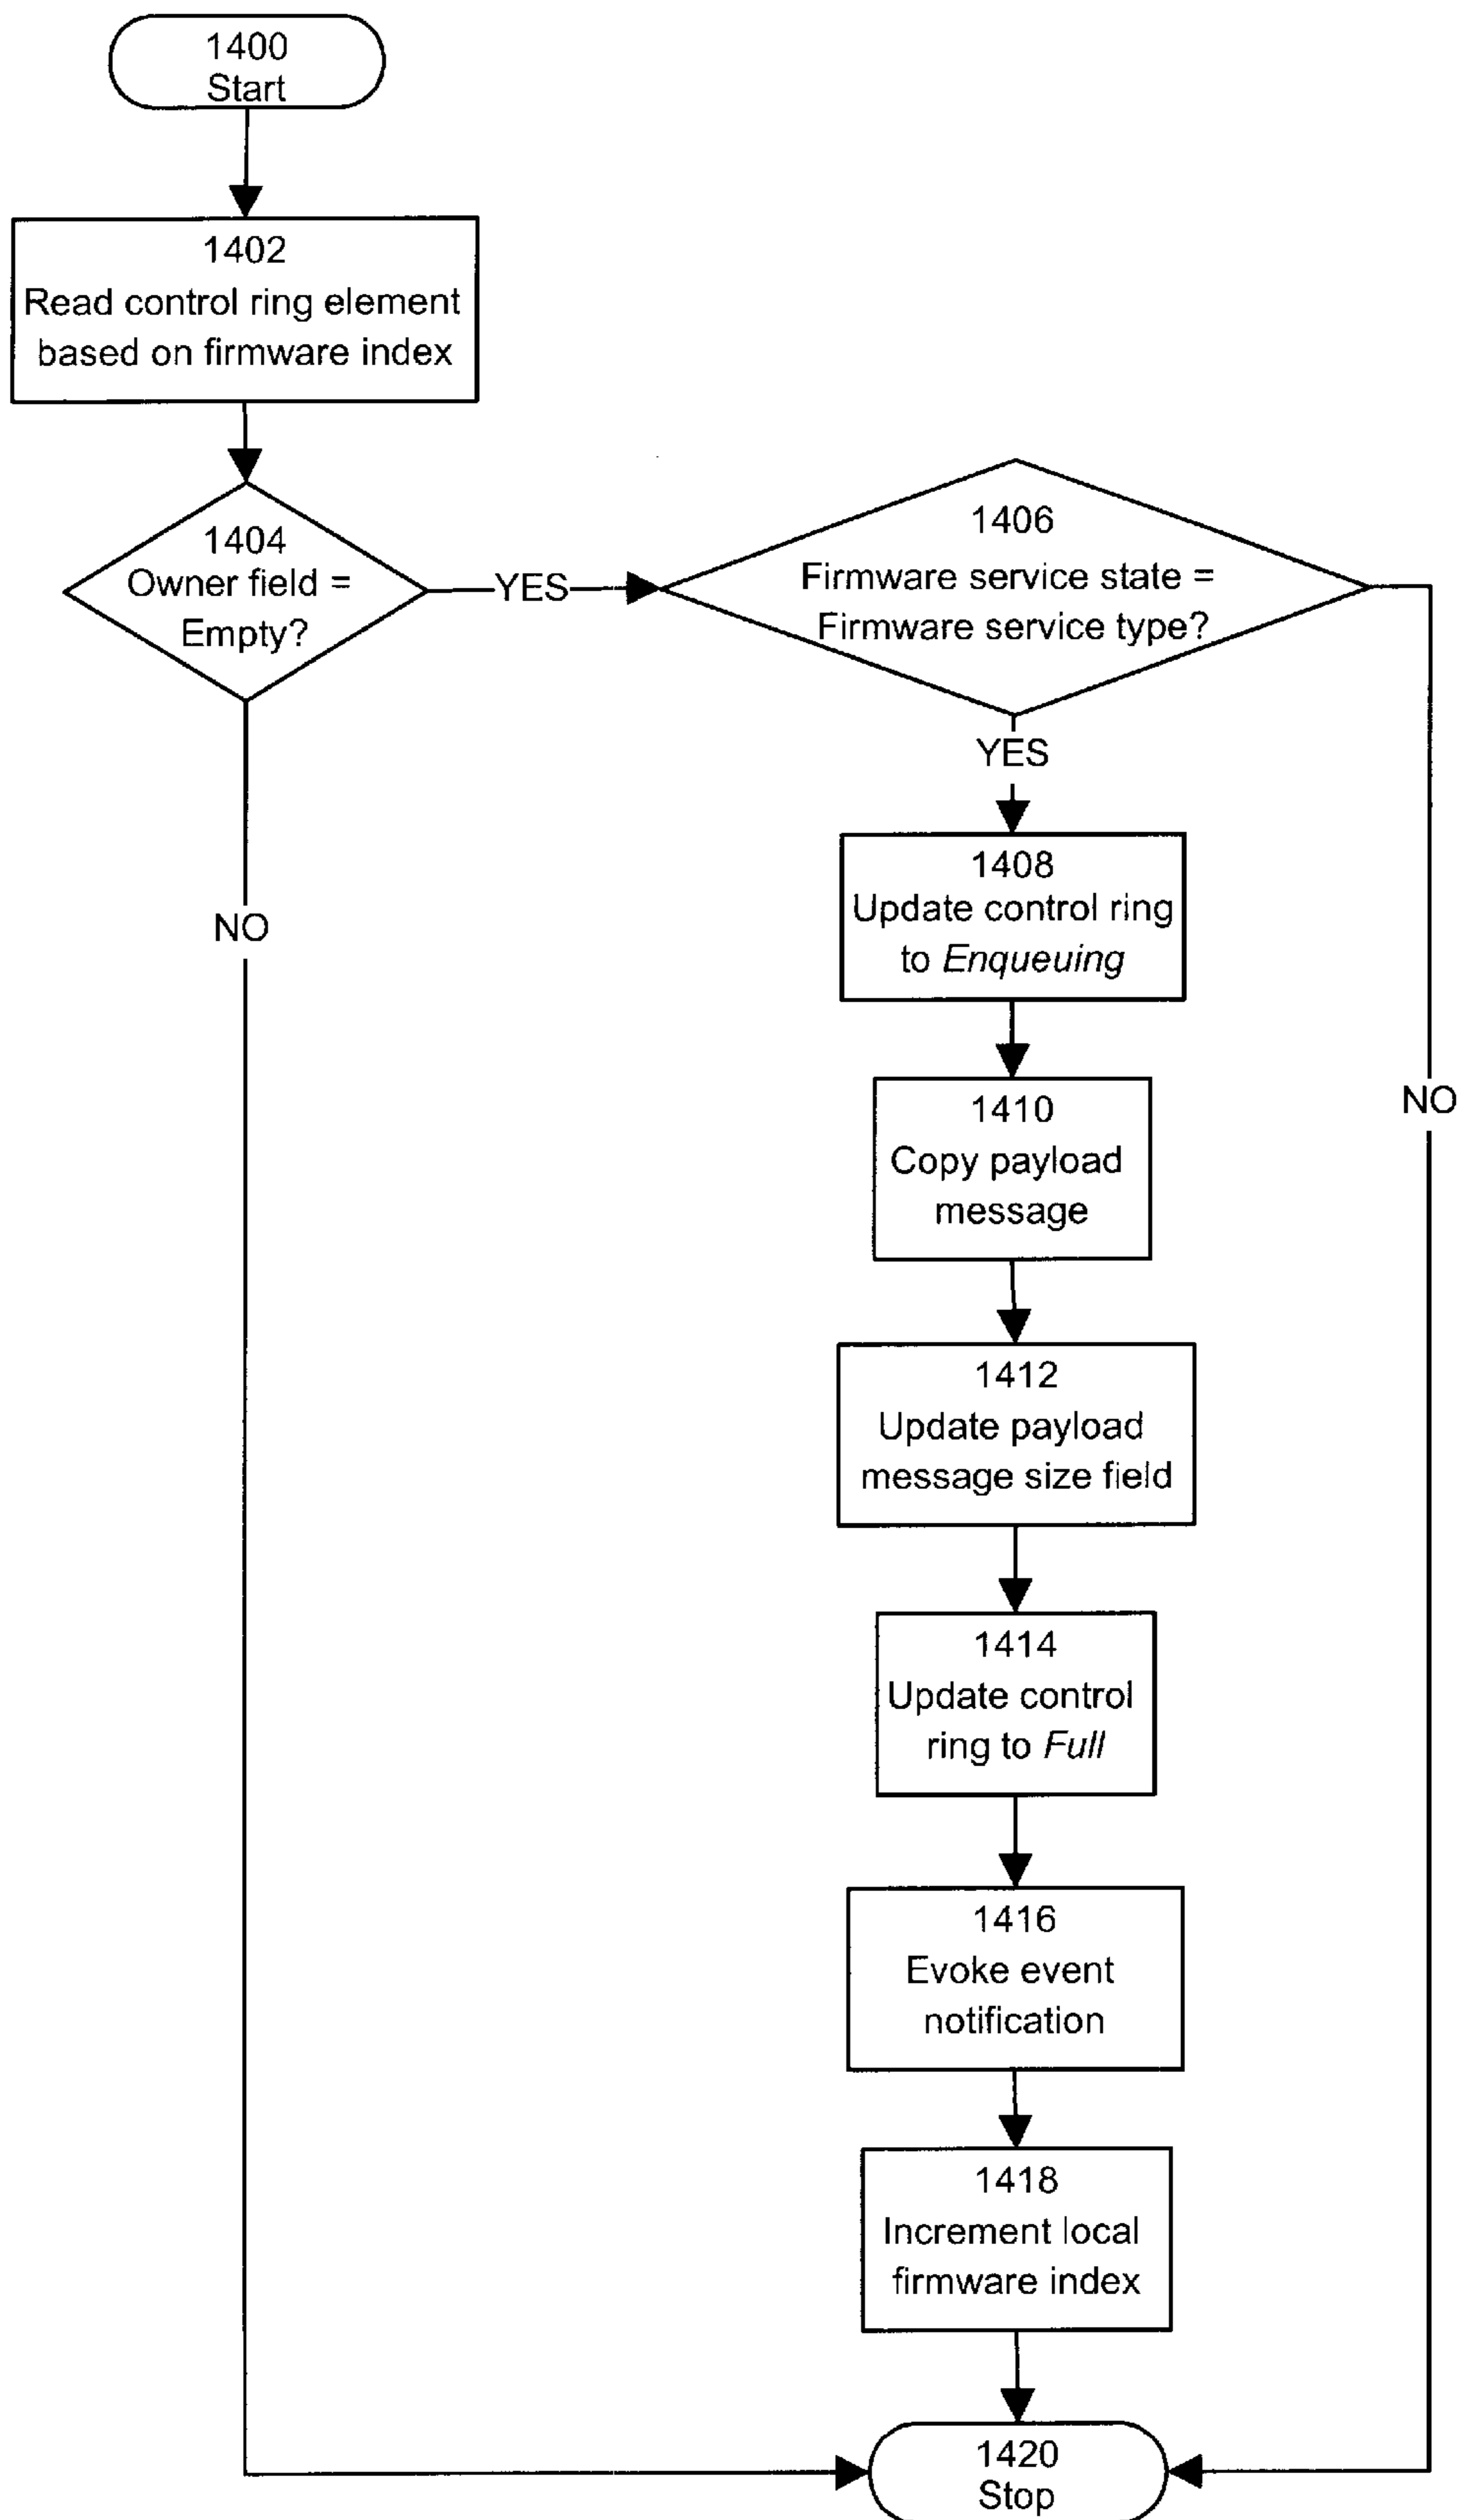 1400
Start
1402
Read control ring element
based on firmware index
1404
Owner field =
Empty?
YES
NO
1406
Firmware service state =
Firmware service type?
YES
NO
1408
Update control ring
to Enqueuing
1410
Copy payload
message
1412
Update payload
message size field
1414
Update control
ring to Full
1416
Evoke event
notification
1418
Increment local
firmware index
1420
Stop